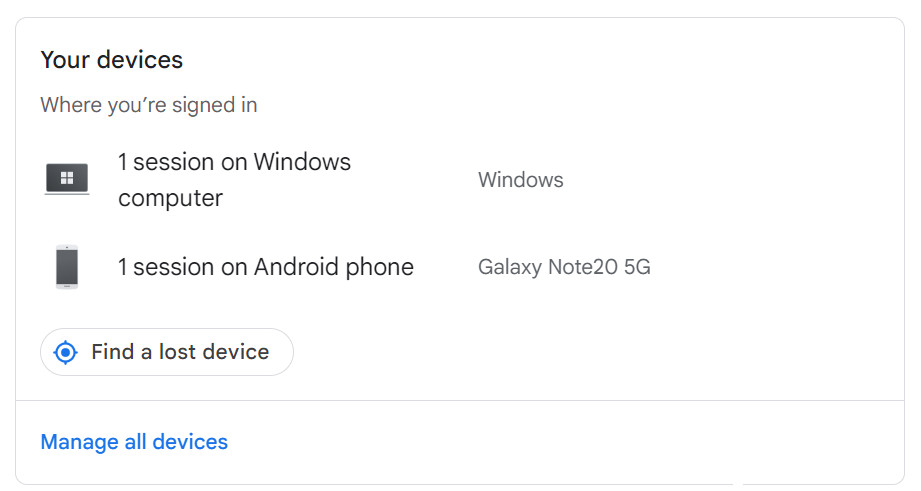 Your devices
Where you’re signed in
1 session on Windows
computer
Windows
1 session on Android phone
Galaxy Note20 5G
Find a lost device
Manage all devices